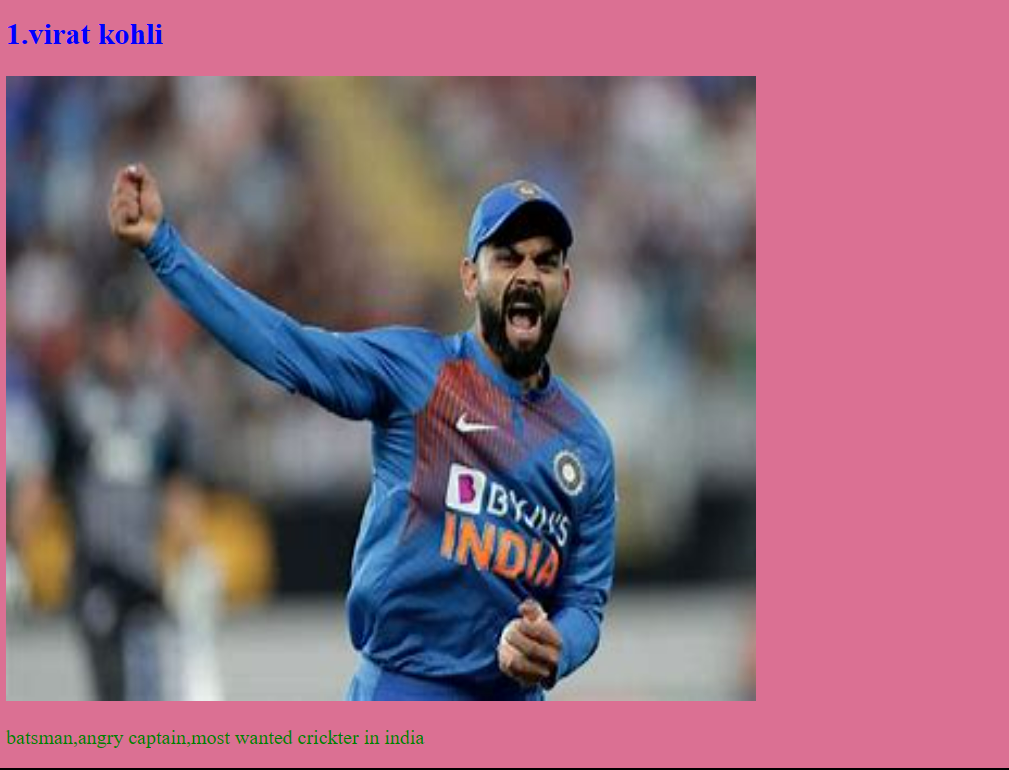 1.virat kohli
BYJU'S
INDIA
batsman,angry captain,most wanted crickter in india